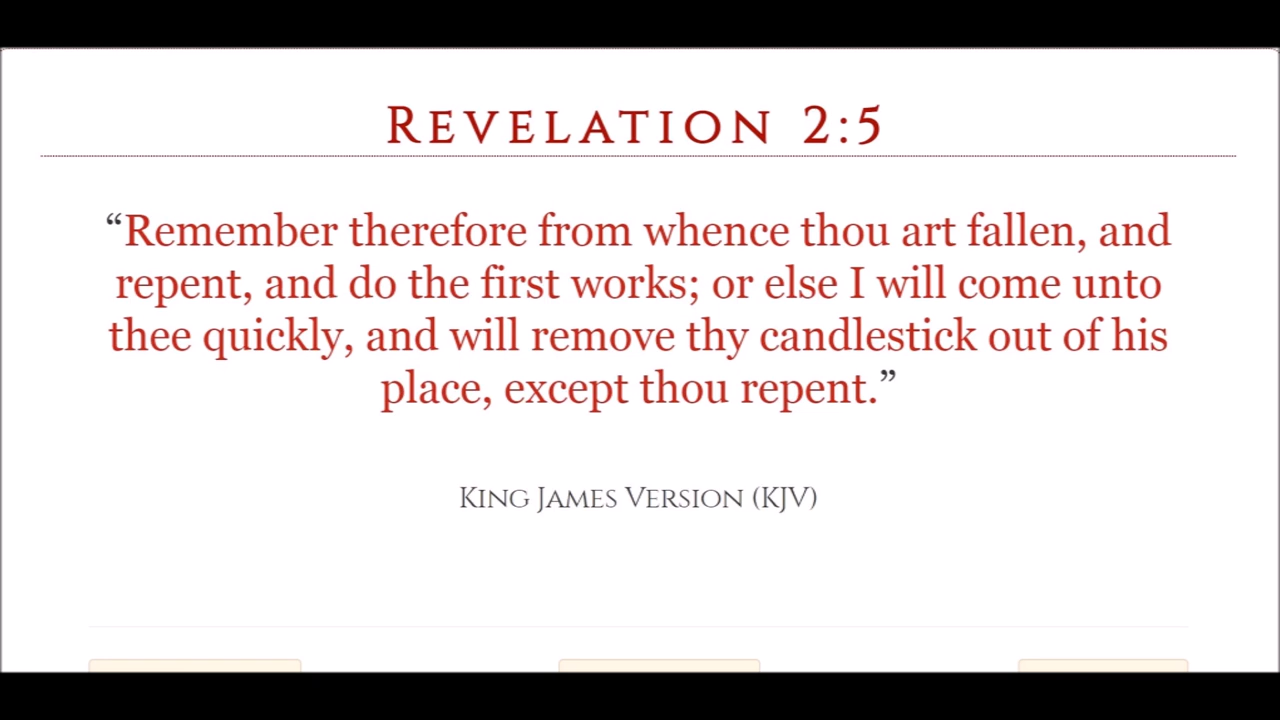 Revelation 2:5
“Remember therefore from whence thou art fallen, and
repent, and do the first works; or else I will come unto
thee quickly, and will remove thy candlestick out of his
place, except thou repent.”
King James Version (KJV)